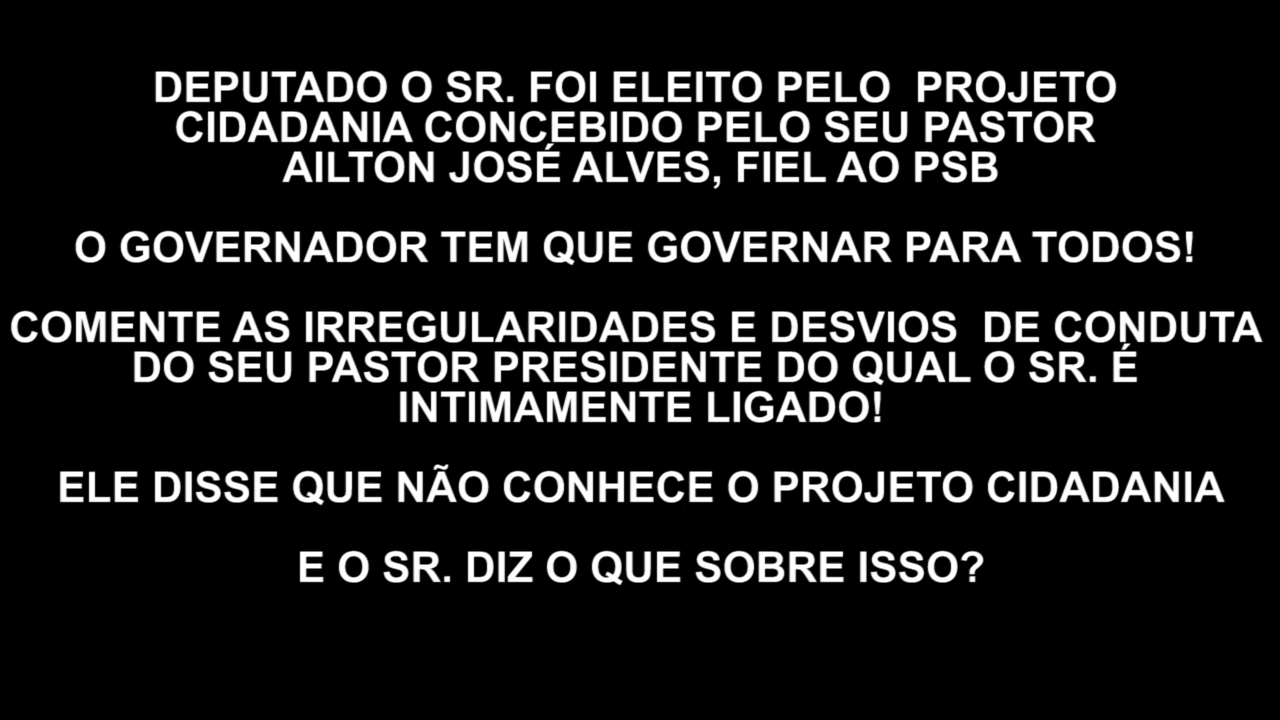 DEPUTADO O SR. FOI ELEITO PELO  PROJETO
CIDADANIA CONCEBIDO PELO SEU PASTOR
AILTON JOSÉ ALVES, FIEL AO PSB
O GOVERNADOR TEM QUE GOVERNAR PARA TODOS!
COMENTE AS IRREGULARIDADES E DESVIOS  DE CONDUTA
DO SEU PASTOR PRESIDENTE DO QUAL O SR. É
INTIMAMENTE LIGADO!
ELE DISSE QUE NÃO CONHECE O PROJETO CIDADANIA
E O SR. DIZ O QUE SOBRE ISSO?